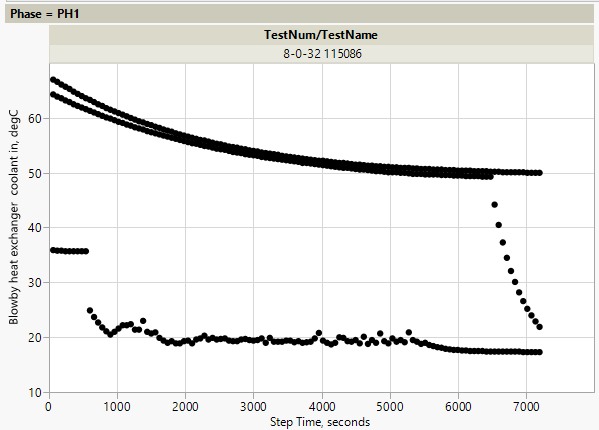 Phase = PH1
TestNum/TestName
8-0-32 115086
Blowby heat exchanger coolant in, degC
60
50
40
30
20
10
0 1000 2000 3000 4000 5000 6000 7000
Step Time, seconds